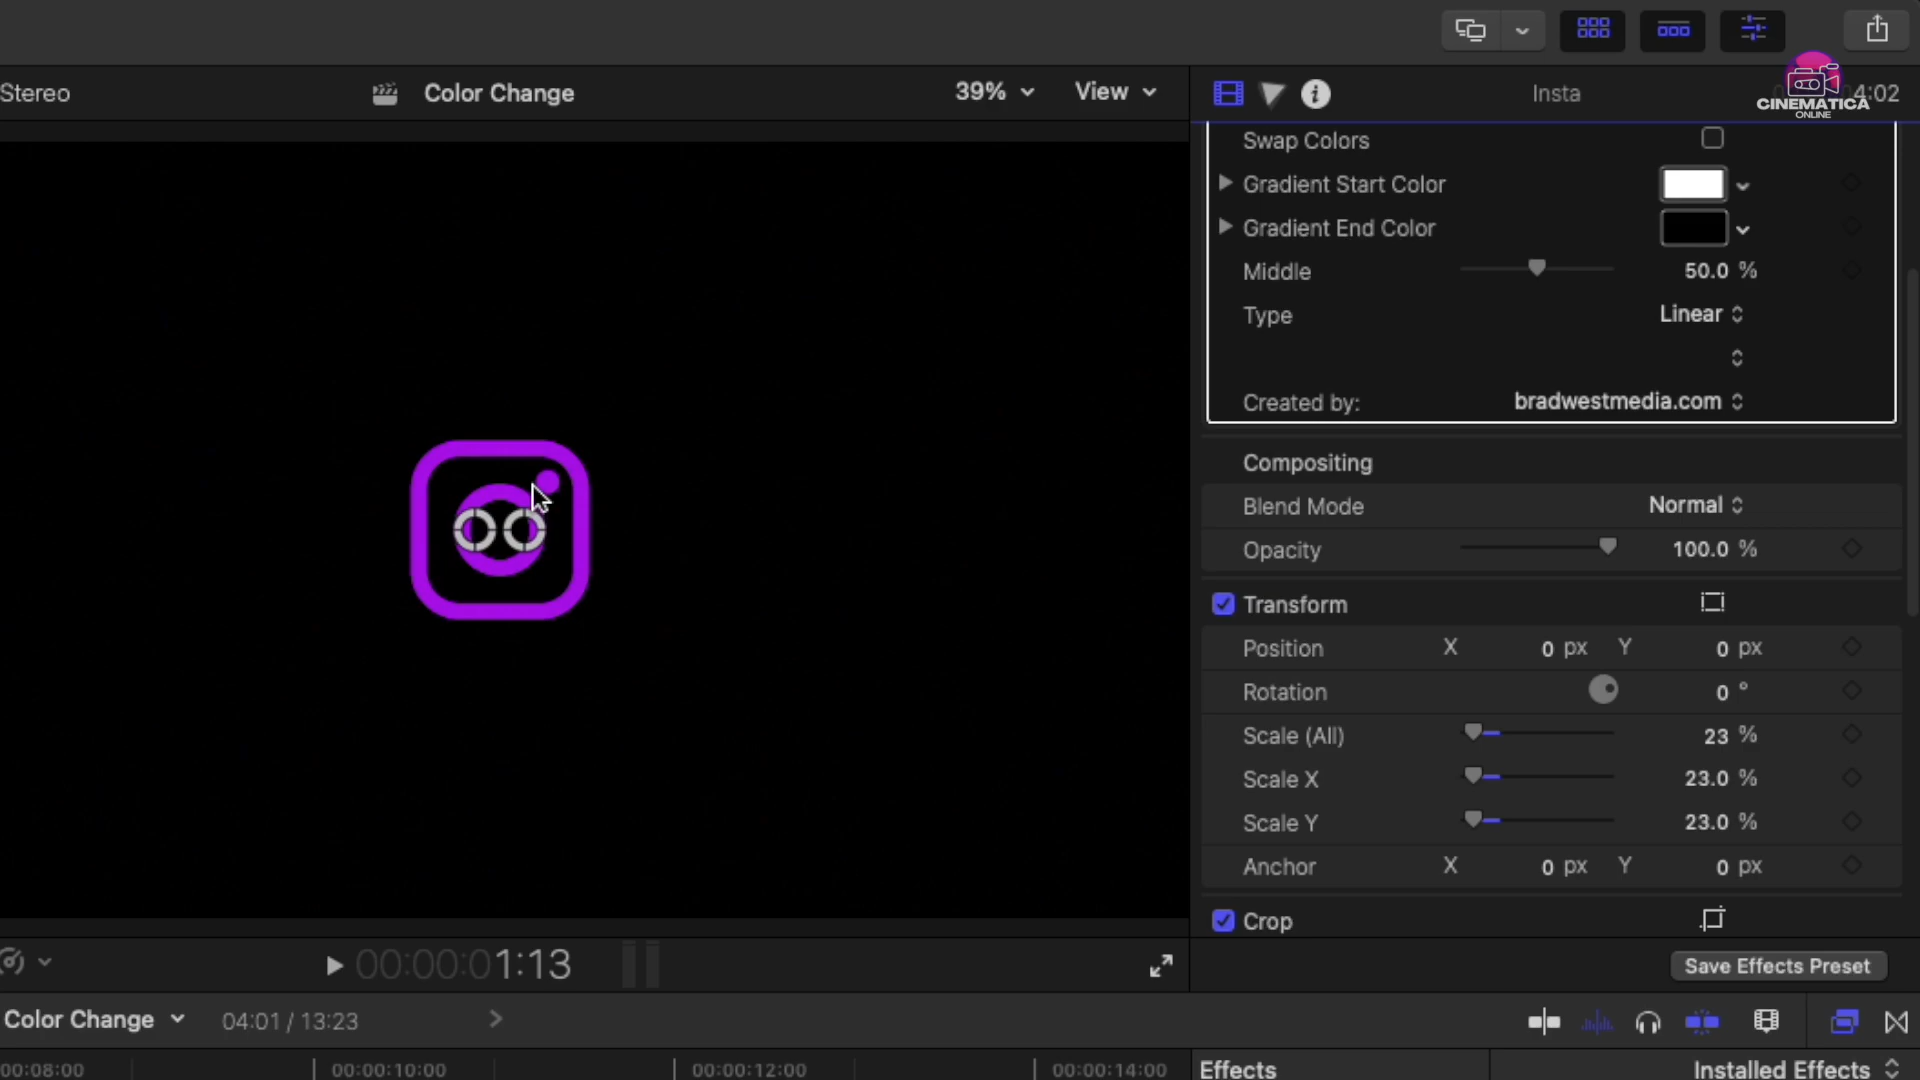 Stereo
Color Change
39%
View
Insta
4:02
CINEMATICA
ONLINE
Swap Colors
Gradient Start Color
Gradient End Color
Middle 50.0 %
Type Linear
Created by: bradwestmedia.com
Compositing
Blend Mode Normal
Opacity 100.0 %
Transform
Position X 0 px Y 0 px
Rotation 0 °
Scale (All) 23 %
Scale X 23.0 %
Scale Y 23.0 %
Anchor X 0 px Y 0 px
Crop
00:00:01:13
Save Effects Preset
Color Change 04:01 / 13:23
00:08:00 00:00:10:00 00:00:12:00 00:00:14:00
Effects Installed Effects